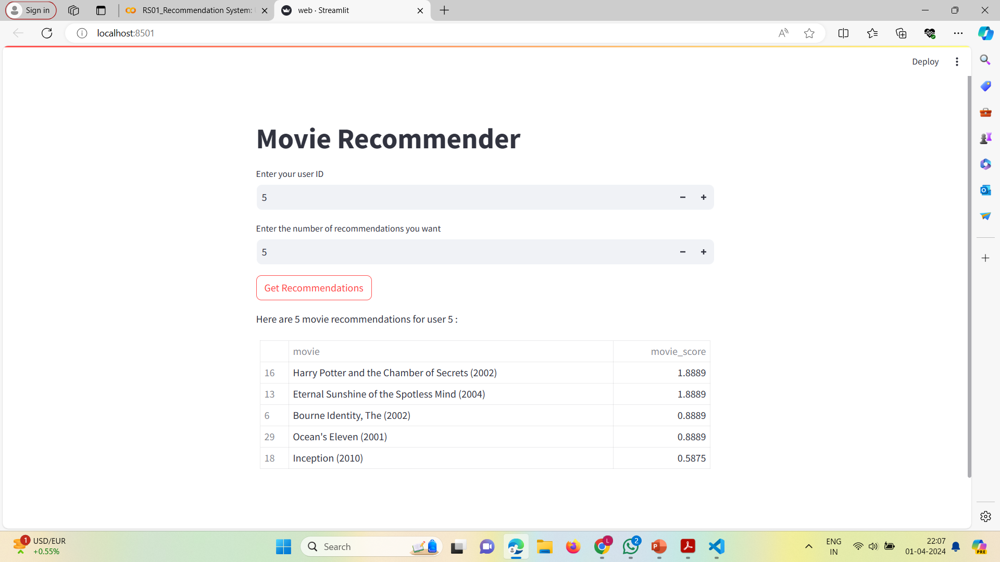 Sign in
RS01_Recommendation System:
web · Streamlit
localhost:8501
Deploy
Movie Recommender
Enter your user ID
5
Enter the number of recommendations you want
5
Get Recommendations
Here are 5 movie recommendations for user 5 :
movie movie_score
16 Harry Potter and the Chamber of Secrets (2002) 1.8889
13 Eternal Sunshine of the Spotless Mind (2004) 1.8889
6 Bourne Identity, The (2002) 0.8889
29 Ocean's Eleven (2001) 0.8889
18 Inception (2010) 0.5875
1 USD/EUR
+0.55%
Search
L
2
ENG
IN
22:07
01-04-2024
PRE